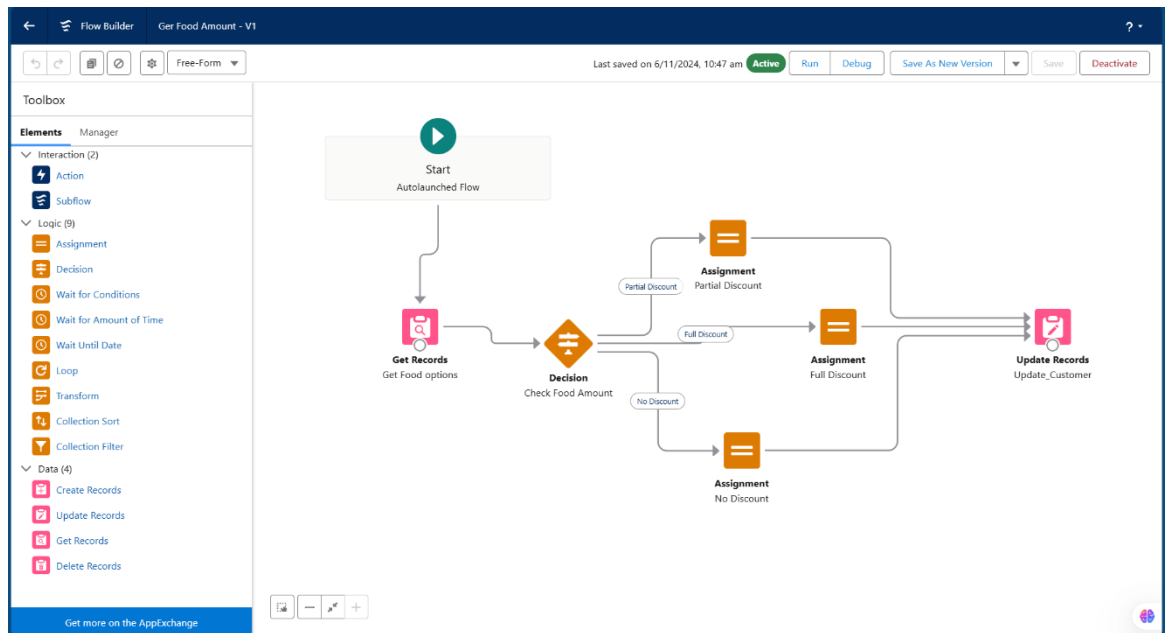 Flow Builder
Ger Food Amount - V1
?
Free-Form
Last saved on 6/11/2024, 10:47 am
Active
Run
Debug
Save As New Version
Save
Deactivate
Toolbox
Elements
Manager
Interaction (2)
Action
Subflow
Logic (9)
Assignment
Decision
Wait for Conditions
Wait for Amount of Time
Wait Until Date
Loop
Transform
Collection Sort
Collection Filter
Data (4)
Create Records
Update Records
Get Records
Delete Records
Get more on the AppExchange
Start
Autolaunched Flow
Get Records
Get Food options
Decision
Check Food Amount
Partial Discount
Full Discount
No Discount
Assignment
Partial Discount
Assignment
Full Discount
Assignment
No Discount
Update Records
Update_Customer